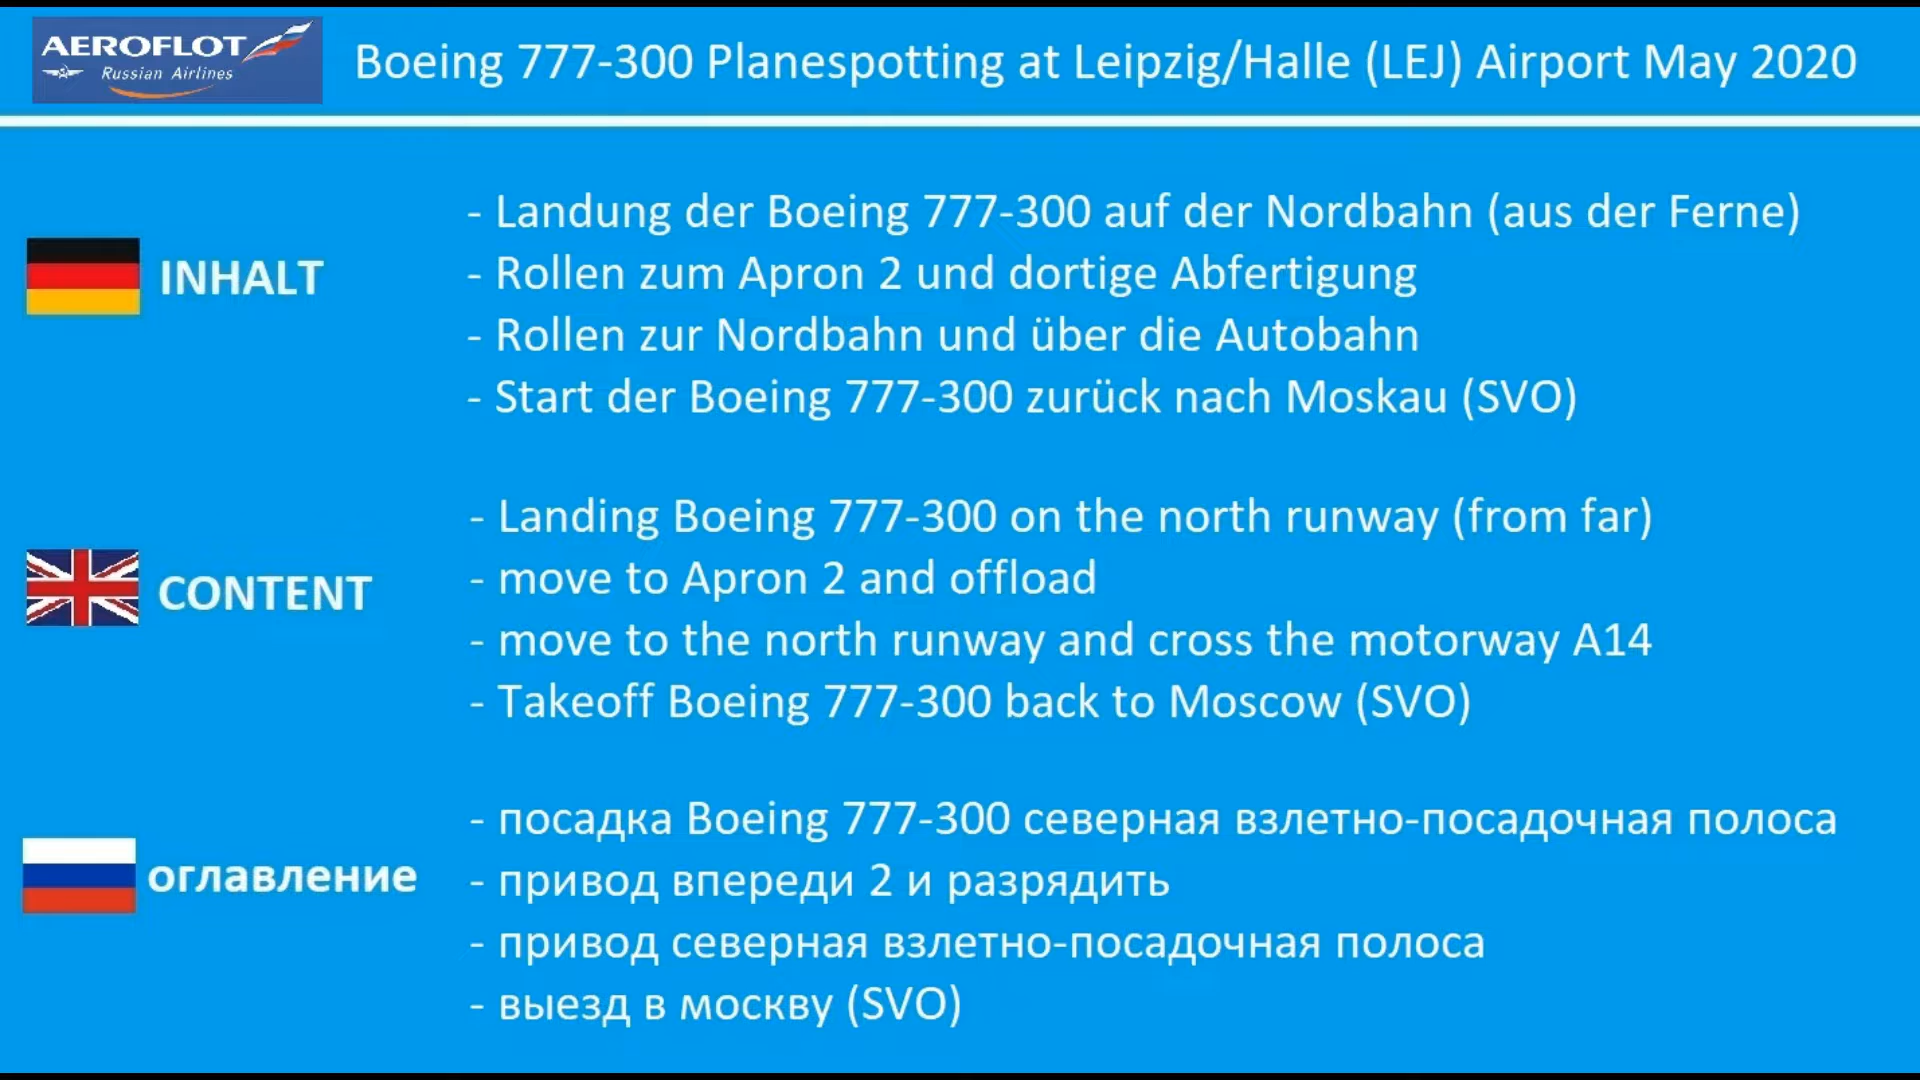 AEROFLOT
Russian Airlines
Boeing 777-300 Planespotting at Leipzig/Halle (LEJ) Airport May 2020
INHALT
- Landung der Boeing 777-300 auf der Nordbahn (aus der Ferne)
- Rollen zum Apron 2 und dortige Abfertigung
- Rollen zur Nordbahn und über die Autobahn
- Start der Boeing 777-300 zurück nach Moskau (SVO)
CONTENT
- Landing Boeing 777-300 on the north runway (from far)
- move to Apron 2 and offload
- move to the north runway and cross the motorway A14
- Takeoff Boeing 777-300 back to Moscow (SVO)
оглавление
- посадка Boeing 777-300 северная взлетно-посадочная полоса
- привод впереди 2 и разрядить
- привод северная взлетно-посадочная полоса
- выезд в москву (SVO)